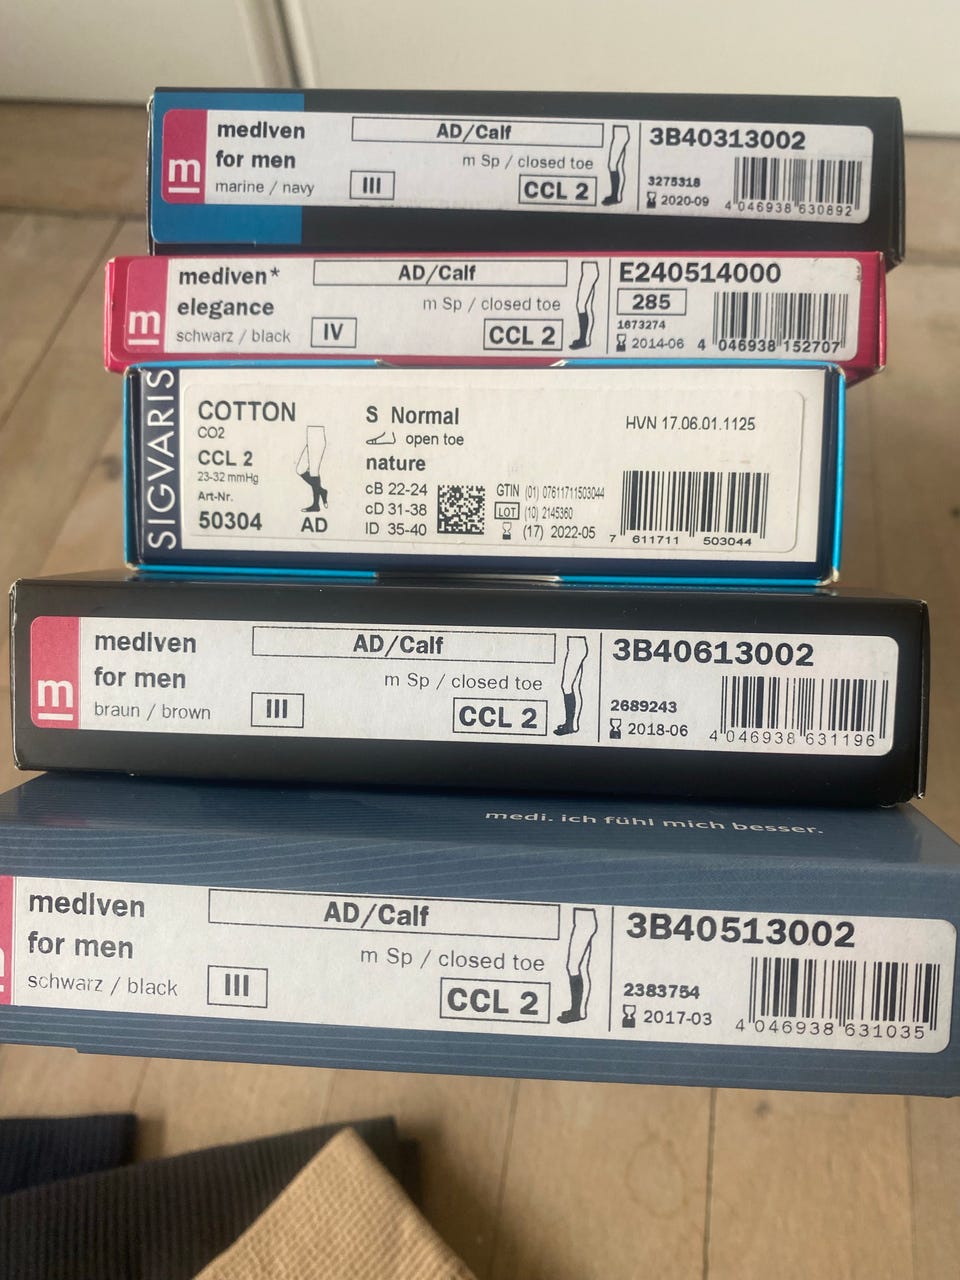 m
medIven
for men
marine / navy
III
AD/Calf
m Sp / closed toe
CCL 2
3B40313002
3275318
2020-09
4 046938 630892
m
mediven*
elegance
schwarz / black
IV
AD/Calf
m Sp / closed toe
CCL 2
E240514000
285
1673274
2014-06
4 046938 152707
SIGVARIS
COTTON
CO2
CCL 2
23-32 mmHg
Art-Nr.
50304
AD
S Normal
open toe
nature
cB 22-24
cD 31-38
ID 35-40
HVN 17.06.01.1125
GTIN (01) 07611711503044
LOT (10) 2145360
(17) 2022-05
7 611711 503044
m
medIven
for men
braun / brown
III
AD/Calf
m Sp / closed toe
CCL 2
3B40613002
2689243
2018-06
4 046938 631196
medi. ich fühl mich besser.
medIven
for men
schwarz / black
III
AD/Calf
m Sp / closed toe
CCL 2
3B40513002
2383754
2017-03
4 046938 631035